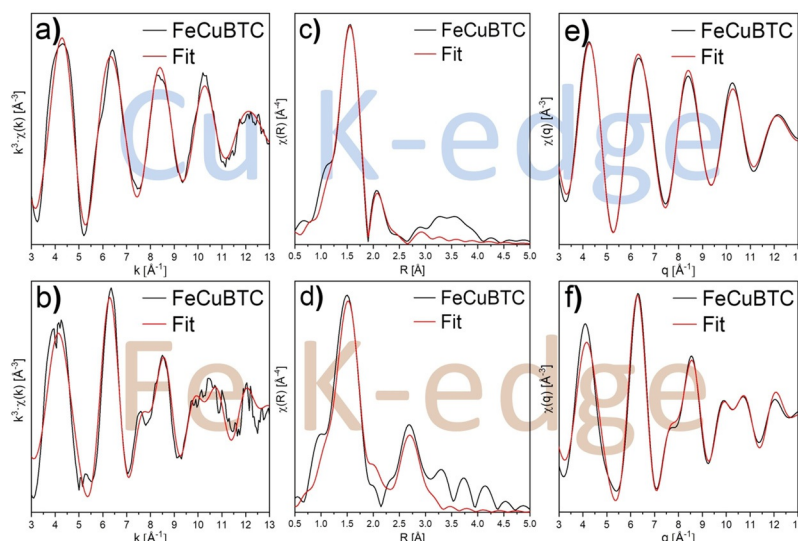 a)
FeCuBTC
Fit
k³·χ(k) [Å⁻³]
3 4 5 6 7 8 9 10 11 12 13
k [Å⁻¹]
c)
FeCuBTC
Fit
χ(R) [Å⁻⁴]
0.5 1.0 1.5 2.0 2.5 3.0 3.5 4.0 4.5 5.0
R [Å]
e)
FeCuBTC
Fit
χ(q) [Å⁻³]
3 4 5 6 7 8 9 10 11 12 13
q [Å⁻¹]
Cu K-edge
b)
FeCuBTC
Fit
k³·χ(k) [Å⁻³]
3 4 5 6 7 8 9 10 11 12 13
k [Å⁻¹]
d)
FeCuBTC
Fit
χ(R) [Å⁻⁴]
0.5 1.0 1.5 2.0 2.5 3.0 3.5 4.0 4.5 5.0
R [Å]
f)
FeCuBTC
Fit
χ(q) [Å⁻³]
3 4 5 6 7 8 9 10 11 12 13
q [Å⁻¹]
Fe K-edge